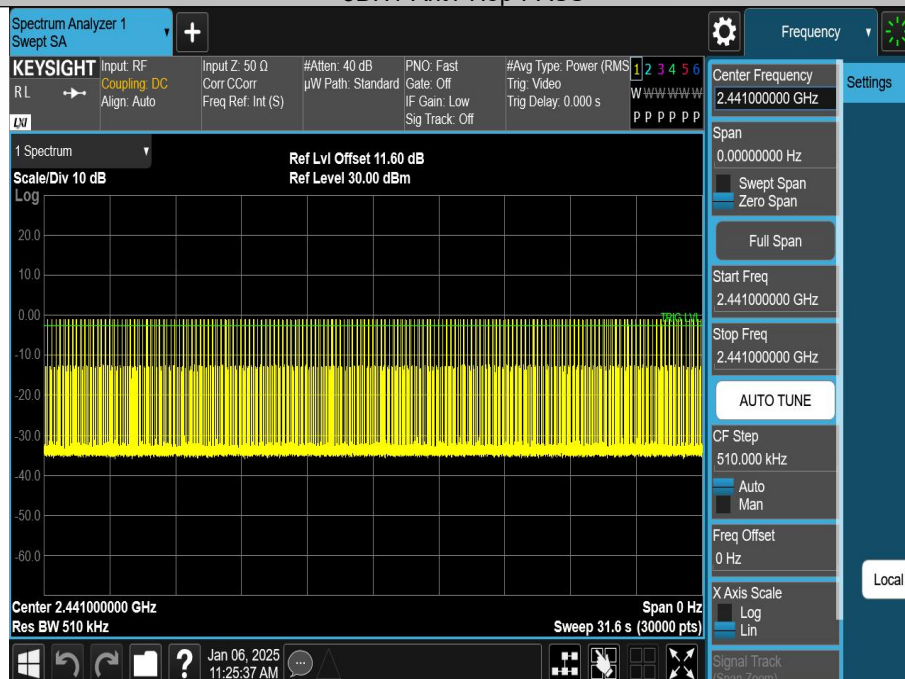 Spectrum Analyzer 1
Swept SA
+
Frequency
KEYSIGHT
RL
LXI
Input: RF
Coupling: DC
Align: Auto
Input Z: 50 Ω
Corr CCorr
Freq Ref: Int (S)
#Atten: 40 dB
µW Path: Standard
PNO: Fast
Gate: Off
IF Gain: Low
Sig Track: Off
#Avg Type: Power (RMS
Trig: Video
Trig Delay: 0.000 s
1 2 3 4 5 6
W W W W W W
P P P P P P
Center Frequency
2.441000000 GHz
Settings
Span
0.00000000 Hz
Swept Span
Zero Span
Full Span
Start Freq
2.441000000 GHz
Stop Freq
2.441000000 GHz
AUTO TUNE
CF Step
510.000 kHz
Auto
Man
Freq Offset
0 Hz
X Axis Scale
Log
Lin
Signal Track
(Span Zoom)
Local
1 Spectrum
Scale/Div 10 dB
Log
Ref Lvl Offset 11.60 dB
Ref Level 30.00 dBm
20.0
10.0
0.00
TRIG LVL
-10.0
-20.0
-30.0
-40.0
-50.0
-60.0
Center 2.441000000 GHz
Span 0 Hz
Res BW 510 kHz
Sweep 31.6 s (30000 pts)
?
Jan 06, 2025
11:25:37 AM